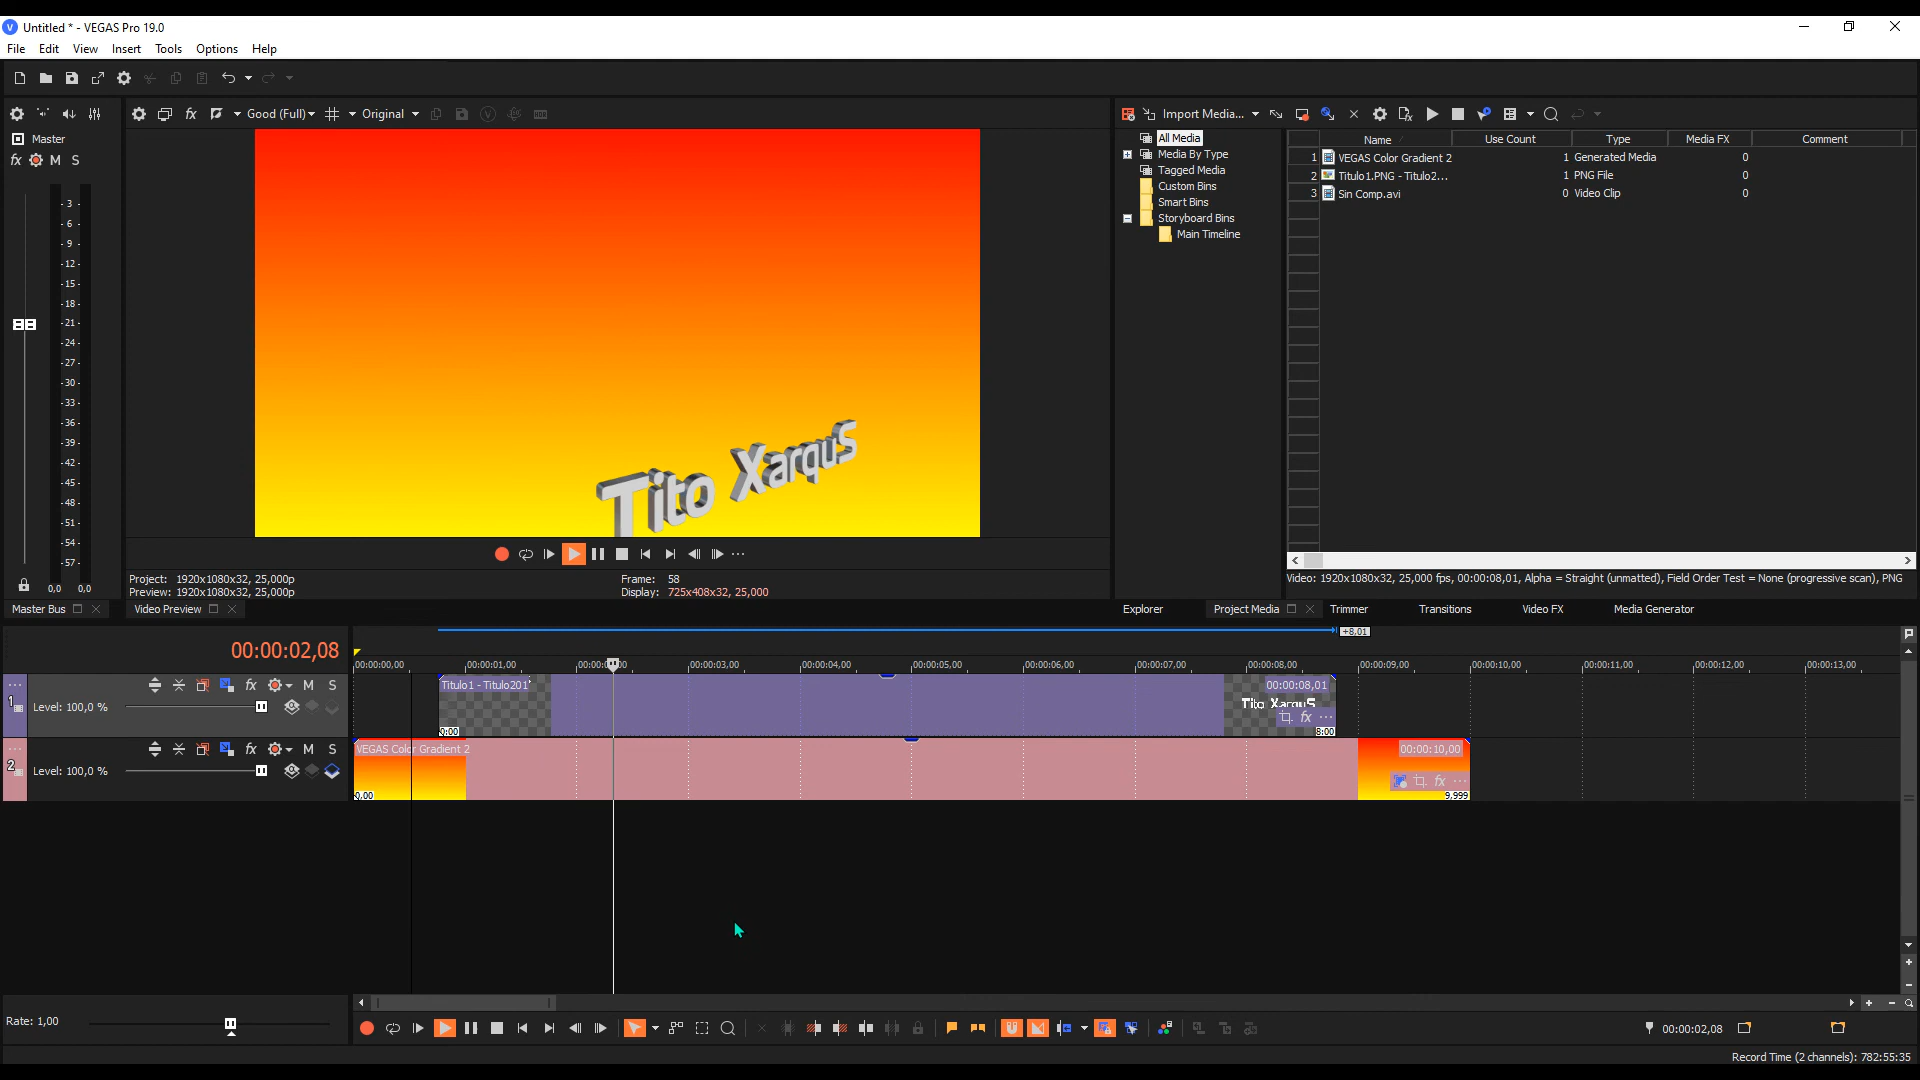 Untitled * - VEGAS Pro 19.0
File Edit View Insert Tools Options Help
Good (Full) Original
Import Media...
Master
M S
All Media
Media By Type
Tagged Media
Custom Bins
Smart Bins
Storyboard Bins
Main Timeline
Name Use Count Type Media FX Comment
1 VEGAS Color Gradient 2 1 Generated Media 0
2 Titulo1.PNG - Titulo2... 1 PNG File 0
3 Sin Comp.avi 0 Video Clip 0
-3-
-6-
-9-
-12-
-15-
-18-
-21-
-24-
-27-
-30-
-33-
-36-
-39-
-42-
-45-
-48-
-51-
-54-
-57-
0,0 0,0
Tito XarquS
Project: 1920x1080x32, 25,000p
Preview: 1920x1080x32, 25,000p
Frame: 58
Display: 725x408x32, 25,000
Video: 1920x1080x32, 25,000 fps, 00:00:08,01, Alpha = Straight (unmatted), Field Order Test = None (progressive scan), PNG
Master Bus Video Preview
Explorer Project Media Trimmer Transitions Video FX Media Generator
+8.01
00:00:02,08
00:00:00,00 00:00:01,00 00:00:03,00 00:00:04,00 00:00:05,00 00:00:06,00 00:00:07,00 00:00:08,00 00:00:09,00 00:00:10,00 00:00:11,00 00:00:12,00 00:00:13,00
1 fx M S
Level: 100,0 %
Titulo1 - Titulo201 00:00:08,01
Tito XarquS
fx
0:00 8:00
2 fx M S
Level: 100,0 %
VEGAS Color Gradient 2 00:00:10,00
fx
0,00 9,999
Rate: 1,00
00:00:02,08
Record Time (2 channels): 782:55:35